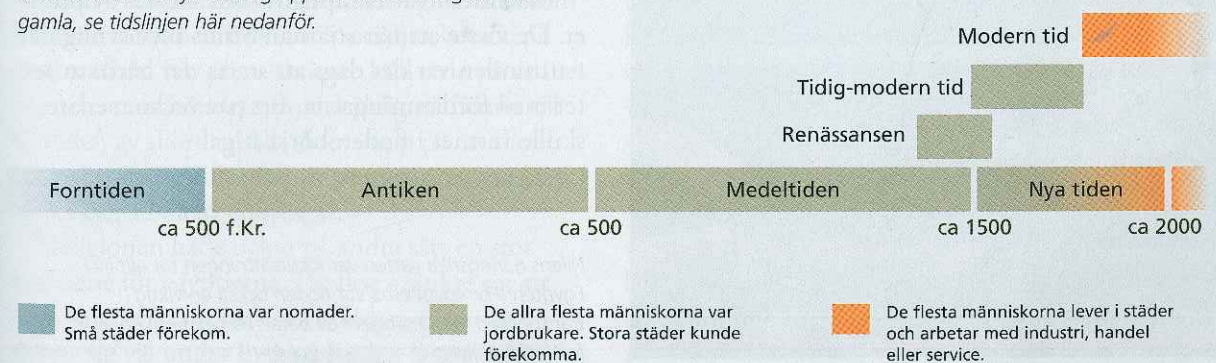 gamla, se tidslinjen här nedanför.
Modern tid
Tidig-modern tid
Renässansen
Forntiden
Antiken
Medeltiden
Nya tiden
ca 500 f.Kr.
ca 500
ca 1500
ca 2000
De flesta människorna var nomader.
Små städer förekom.
De allra flesta människorna var
jordbrukare. Stora städer kunde
förekomma.
De flesta människorna lever i städer
och arbetar med industri, handel
eller service.